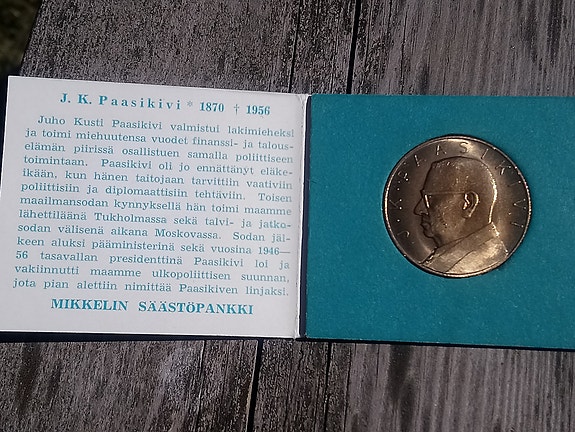 J. K. Paasikivi * 1870 † 1956
Juho Kusti Paasikivi valmistui lakimieheksi
ja toimi miehuutensa vuodet finanssi- ja talous-
elämän piirissä osallistuen samalla poliittiseen
toimintaan. Paasikivi oli jo ennättänyt eläke-
ikään, kun hänen taitojaan tarvittiin vaativiin
poliittisiin ja diplomaattisiin tehtäviin. Toisen
maailmansodan kynnyksellä hän toimi maamme
lähettiläänä Tukholmassa sekä talvi- ja jatko-
sodan välisenä aikana Moskovassa. Sodan jäl-
keen aluksi pääministerinä sekä vuosina 1946—
56 tasavallan presidenttinä Paasikivi loi ja
vakiinnutti maamme ulkopoliittisen suunnan,
jota pian alettiin nimittää Paasikiven linjaksi.
MIKKELIN SÄÄSTÖPANKKI
J. K. PAASIKIVI